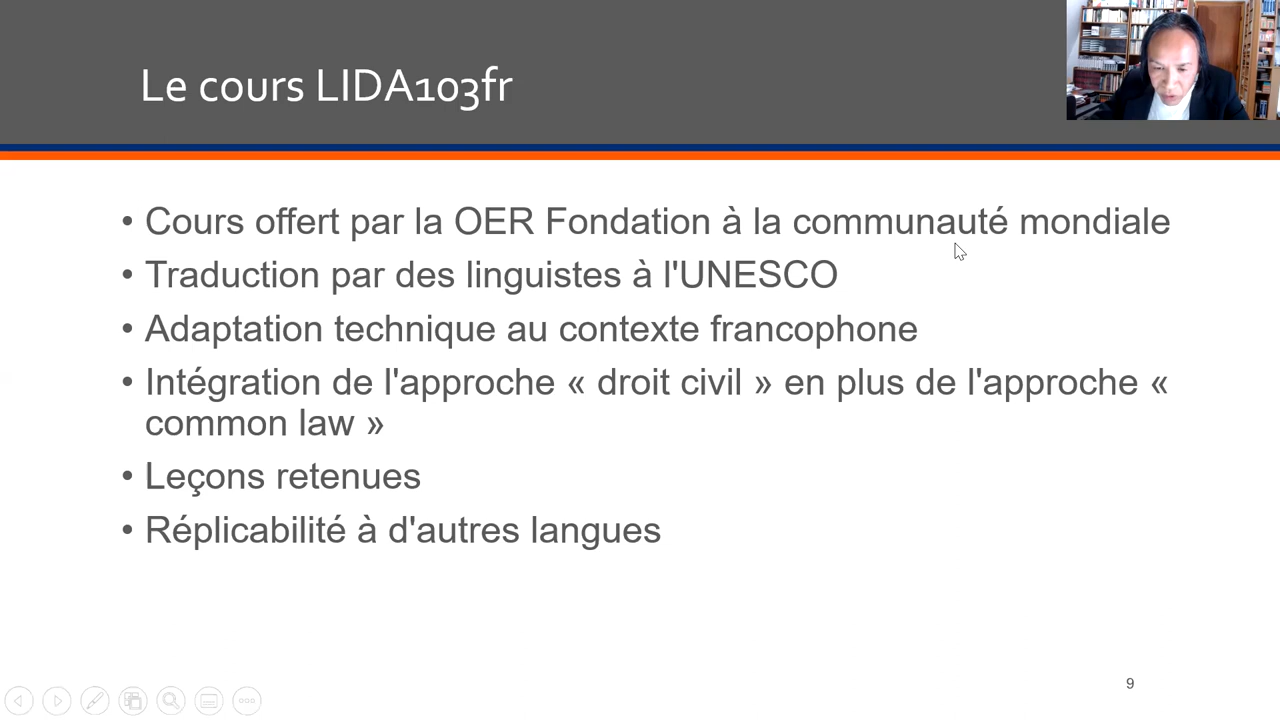 Le cours LIDA103fr
• Cours offert par la OER Fondation à la communauté mondiale
• Traduction par des linguistes à l'UNESCO
• Adaptation technique au contexte francophone
• Intégration de l'approche « droit civil » en plus de l'approche «
common law »
• Leçons retenues
• Réplicabilité à d'autres langues
9